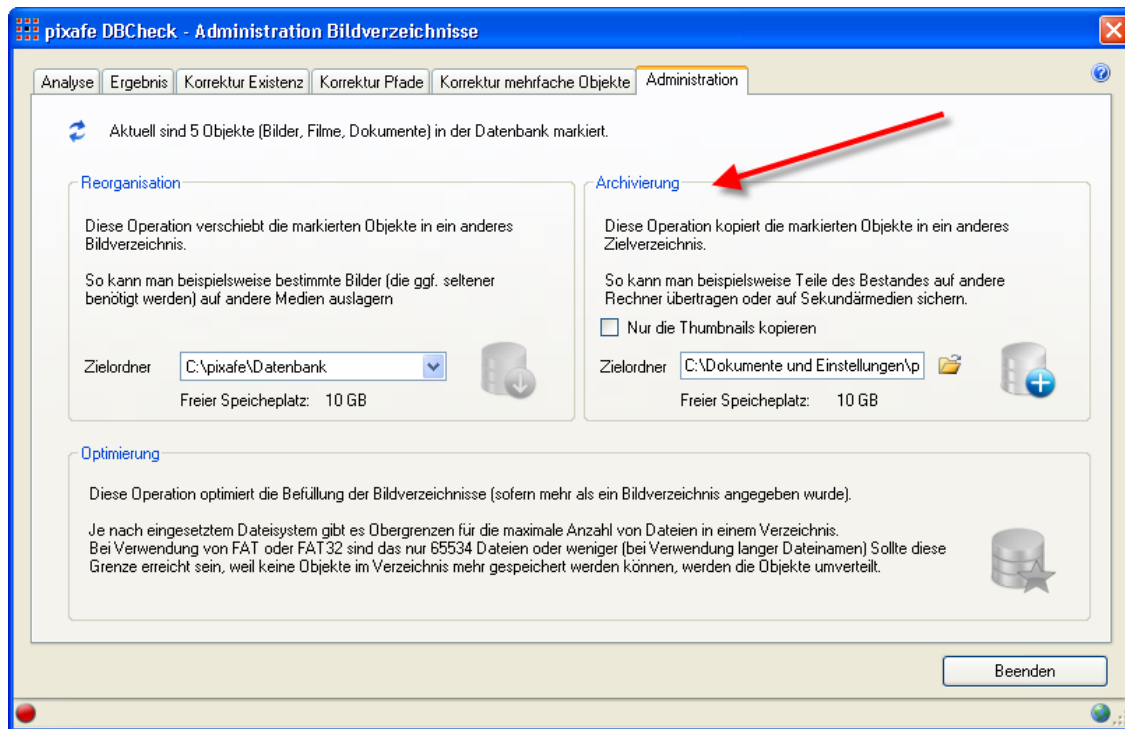 pixafe DBCheck - Administration Bildverzeichnisse
Analyse Ergebnis Korrektur Existenz Korrektur Pfade Korrektur mehrfache Objekte Administration
Aktuell sind 5 Objekte (Bilder, Filme, Dokumente) in der Datenbank markiert.
Reorganisation
Diese Operation verschiebt die markierten Objekte in ein anderes
Bildverzeichnis.
So kann man beispielsweise bestimmte Bilder (die ggf. seltener
benötigt werden) auf andere Medien auslagern
Zielordner C:\pixafe\Datenbank
Freier Speicheplatz: 10 GB
Archivierung
Diese Operation kopiert die markierten Objekte in ein anderes
Zielverzeichnis.
So kann man beispielsweise Teile des Bestandes auf andere
Rechner übertragen oder auf Sekundärmedien sichern.
Nur die Thumbnails kopieren
Zielordner C:\Dokumente und Einstellungen\p
Freier Speicheplatz: 10 GB
Optimierung
Diese Operation optimiert die Befüllung der Bildverzeichnisse (sofern mehr als ein Bildverzeichnis angegeben wurde).
Je nach eingesetztem Dateisystem gibt es Obergrenzen für die maximale Anzahl von Dateien in einem Verzeichnis.
Bei Verwendung von FAT oder FAT32 sind das nur 65534 Dateien oder weniger (bei Verwendung langer Dateinamen) Sollte diese
Grenze erreicht sein, weil keine Objekte im Verzeichnis mehr gespeichert werden können, werden die Objekte umverteilt.
Beenden